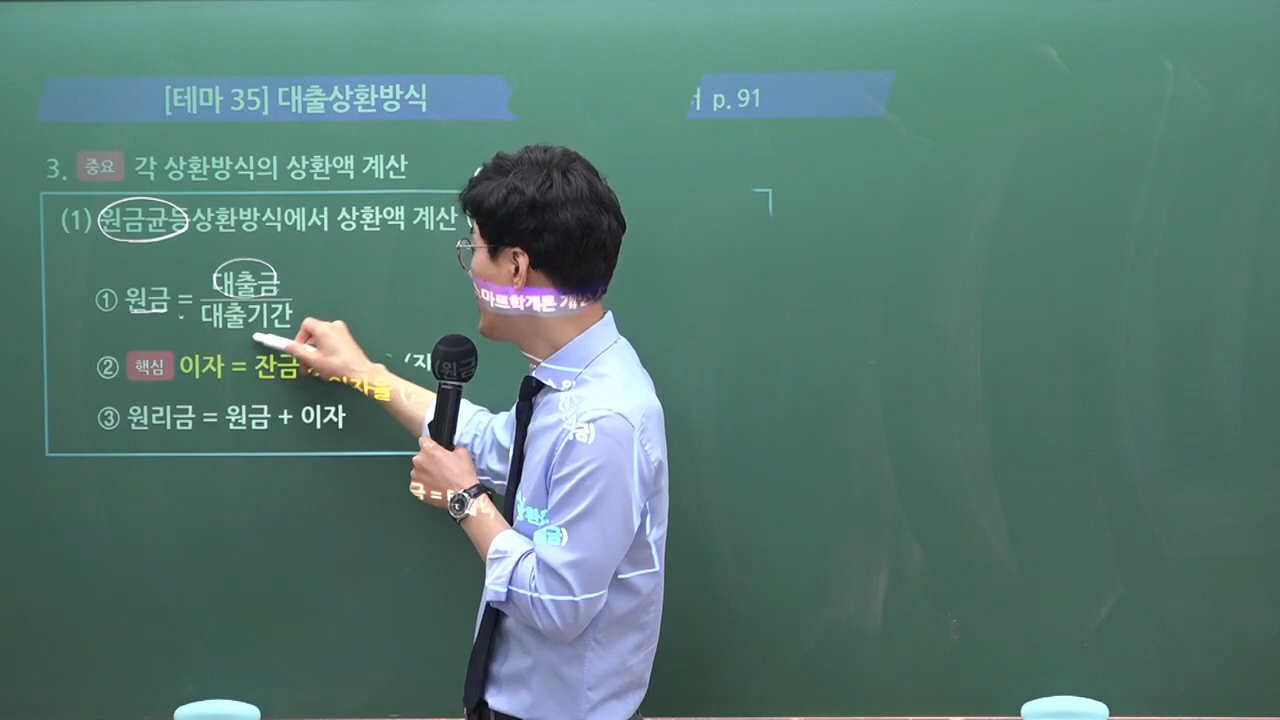 [테마 35] 대출상환방식
p. 91
3. 중요 각 상환방식의 상환액 계산
(1) 원금균등상환방식에서 상환액 계산
① 원금 = 대출금
대출기간
② 핵심 이자 = 잔금 이자율
③ 원리금 = 원금 + 이자